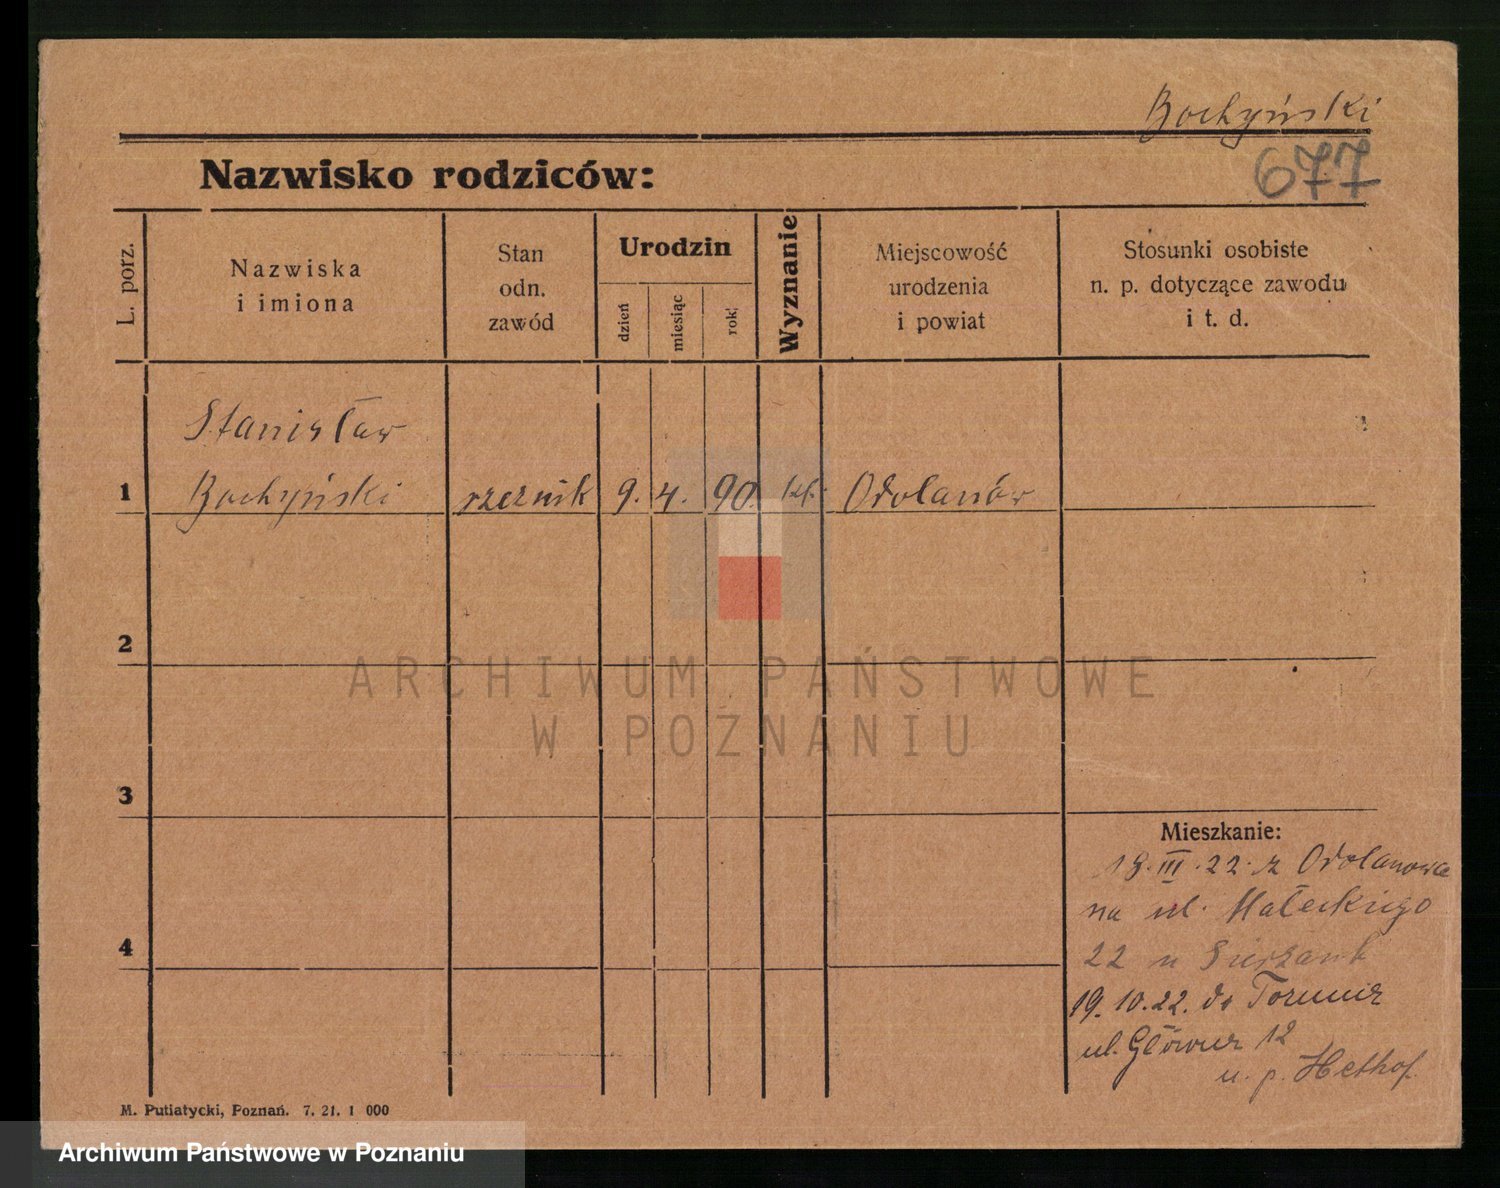 Bochyński
677
Nazwisko rodziców:
L. porz.
Nazwiska
i imiona
Stan
odn.
zawód
Urodzin
dzień
miesiąc
rok
Wyznanie
Miejscowość
urodzenia
i powiat
Stosunki osobiste
n. p. dotyczące zawodu
i t. d.
Stanisław
1 Bochyński rzeźnik 9. 4. 90. kt. Odolanów
2
3
4
Mieszkanie:
18. III. 22. z Odolanowa
na ul. Małeckiego
22 u
19. 10. 22. do Torunia
ul. Główna 12
u. p.
M. Putiatycki, Poznań. 7. 21. 1 000
ARCHIWUM PAŃSTWOWE
W POZNANIU
Archiwum Państwowe w Poznaniu